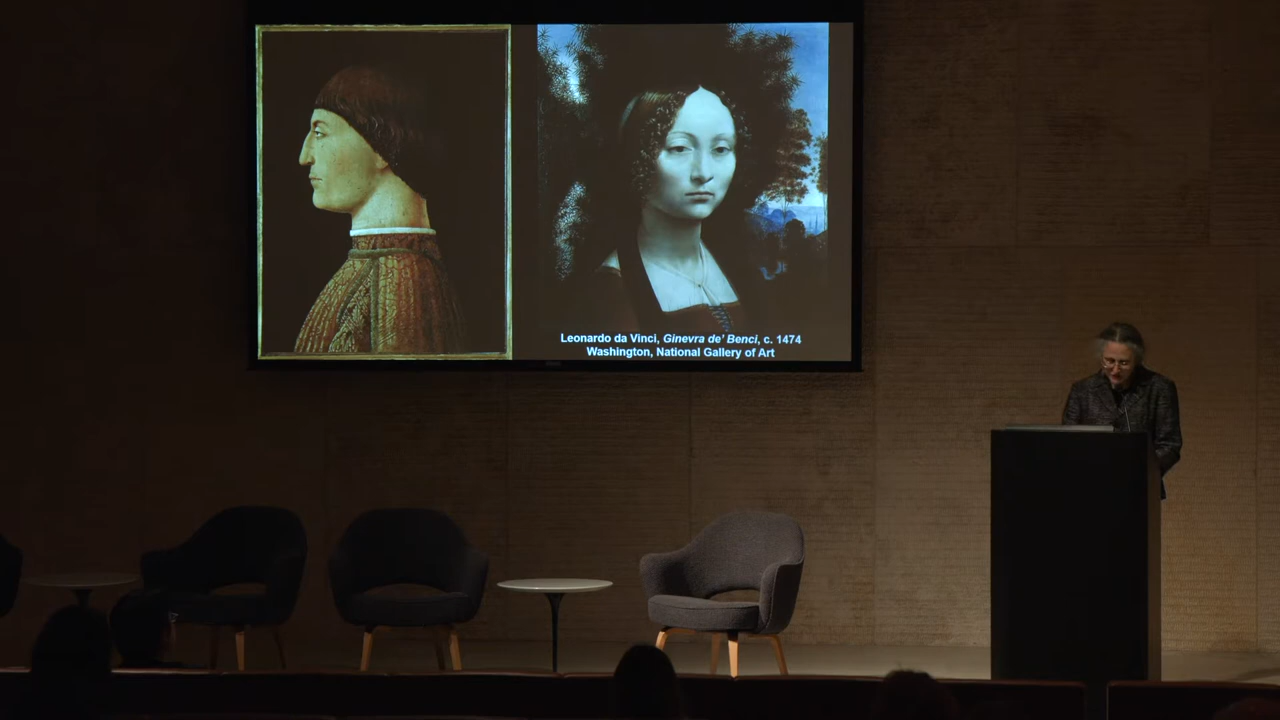 Leonardo da Vinci, Ginevra de' Benci, c. 1474
Washington, National Gallery of Art